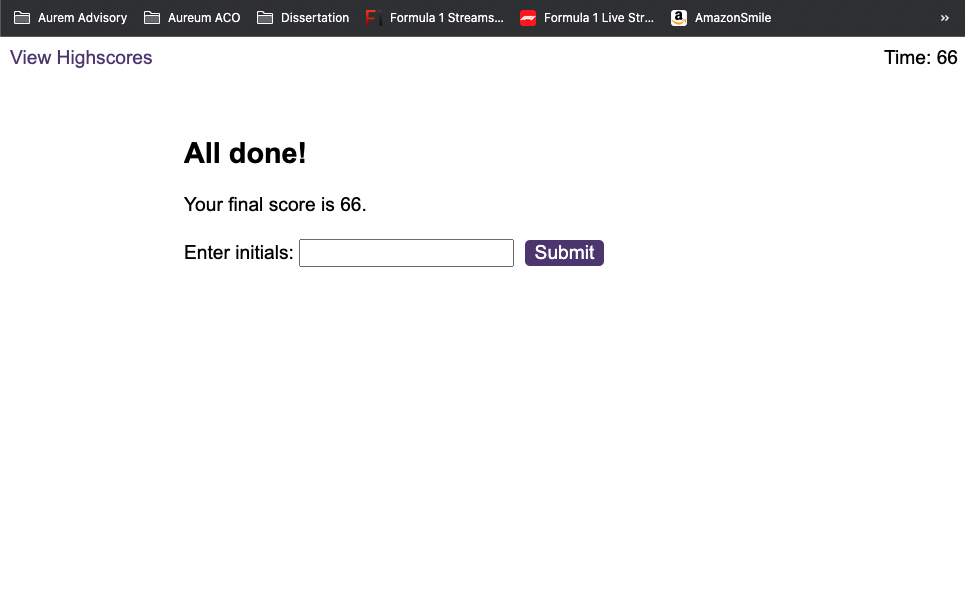 Aurem Advisory Aureum ACO Dissertation Formula 1 Streams... Formula 1 Live Str... AmazonSmile »
View Highscores Time: 66
All done!
Your final score is 66.
Enter initials: Submit